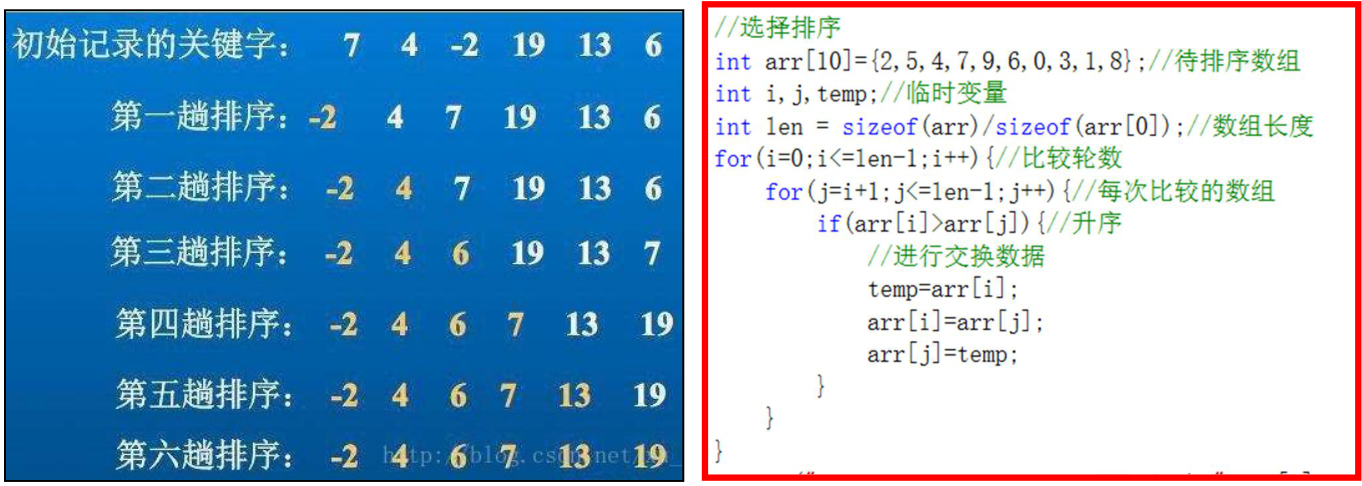 初始记录的关键字： 7 4 -2 19 13 6
第一趟排序： -2 4 7 19 13 6
第二趟排序： -2 4 7 19 13 6
第三趟排序： -2 4 6 19 13 7
第四趟排序： -2 4 6 7 13 19
第五趟排序： -2 4 6 7 13 19
第六趟排序： -2 4 6 7 13 19
//选择排序
int arr[10]={2,5,4,7,9,6,0,3,1,8};//待排序数组
int i,j,temp;//临时变量
int len = sizeof(arr)/sizeof(arr[0]);//数组长度
for(i=0;i<=len-1;i++){//比较轮数
for(j=i+1;j<=len-1;j++){//每次比较的数组
if(arr[i]>arr[j]){//升序
//进行交换数据
temp=arr[i];
arr[i]=arr[j];
arr[j]=temp;
}
}
}